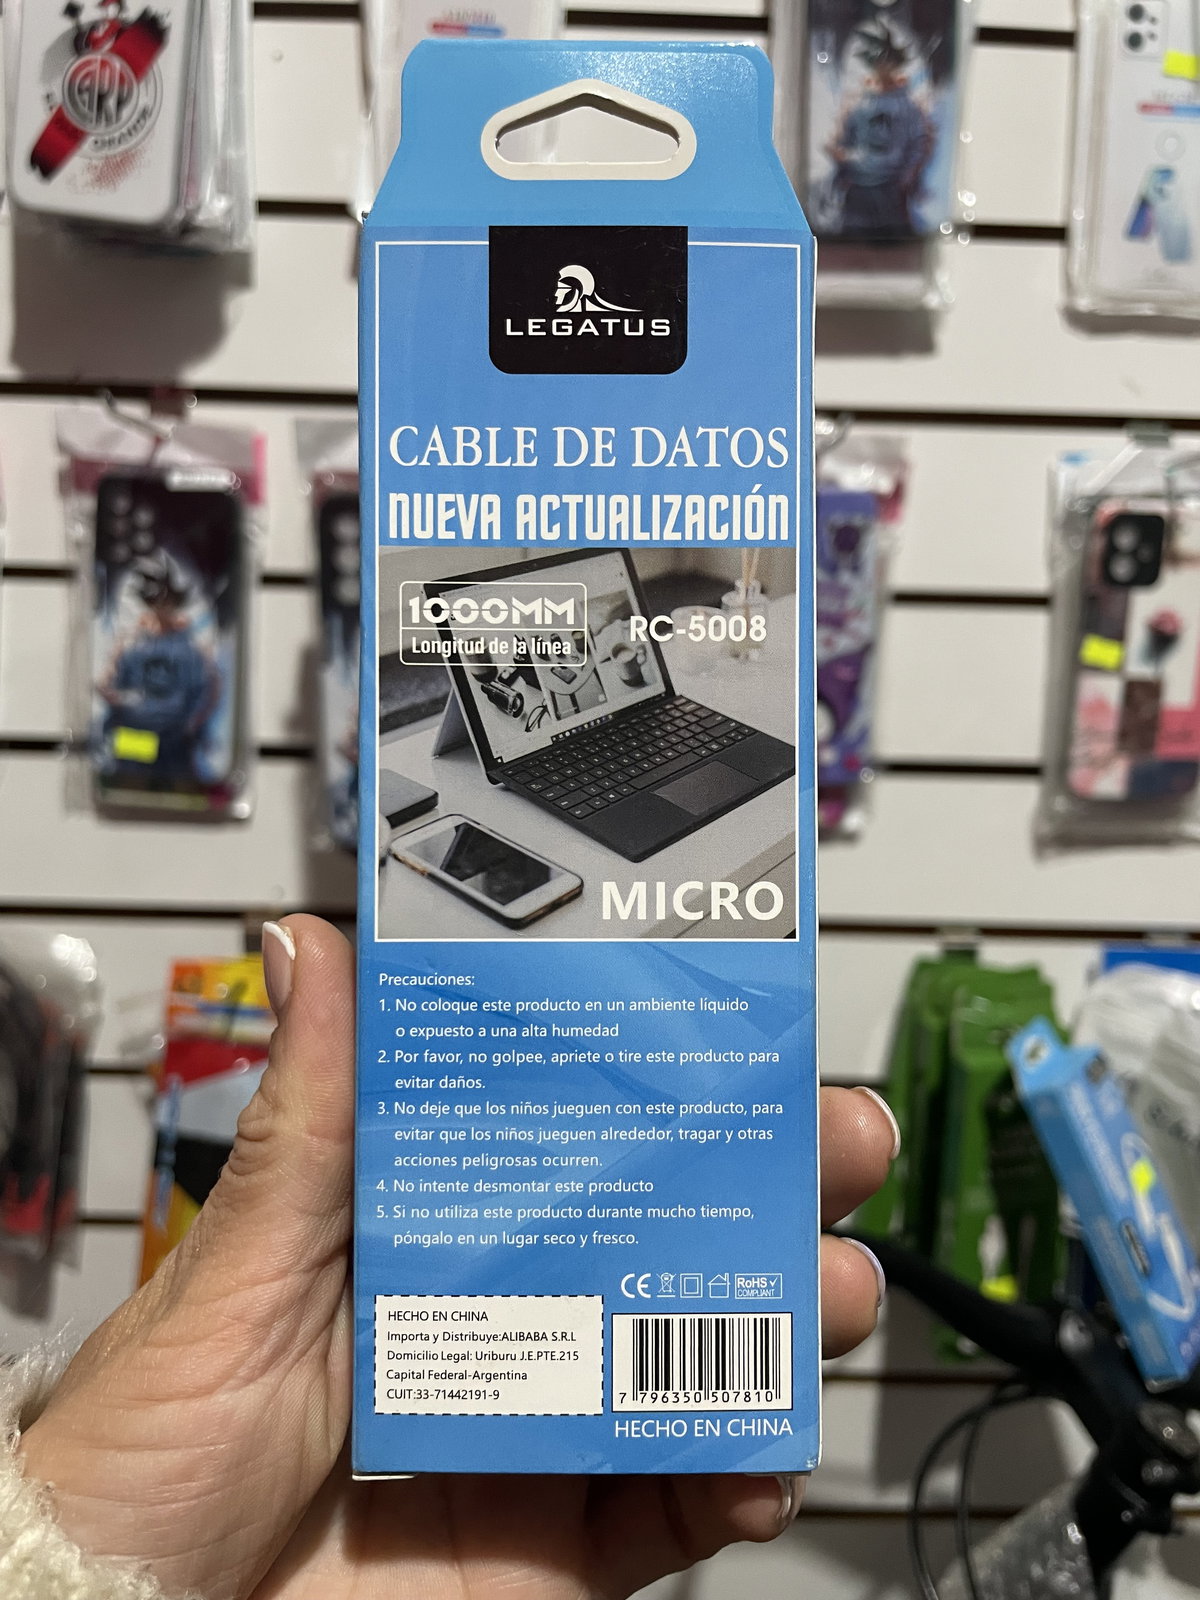 LEGATUS
CABLE DE DATOS
NUEVA ACTUALIZACIÓN
1000MM
Longitud de la línea
RC-5008
MICRO
Precauciones:
1. No coloque este producto en un ambiente líquido
o expuesto a una alta humedad
2. Por favor, no golpee, apriete o tire este producto para
evitar daños.
3. No deje que los niños jueguen con este producto, para
evitar que los niños jueguen alrededor, tragar y otras
acciones peligrosas ocurren.
4. No intente desmontar este producto
5. Si no utiliza este producto durante mucho tiempo,
póngalo en un lugar seco y fresco.
CE
RoHS
COMPLIANT
HECHO EN CHINA
Importa y Distribuye:ALIBABA S.R.L
Domicilio Legal: Uriburu J.E.PTE.215
Capital Federal-Argentina
CUIT:33-71442191-9
7 796350 507810
HECHO EN CHINA